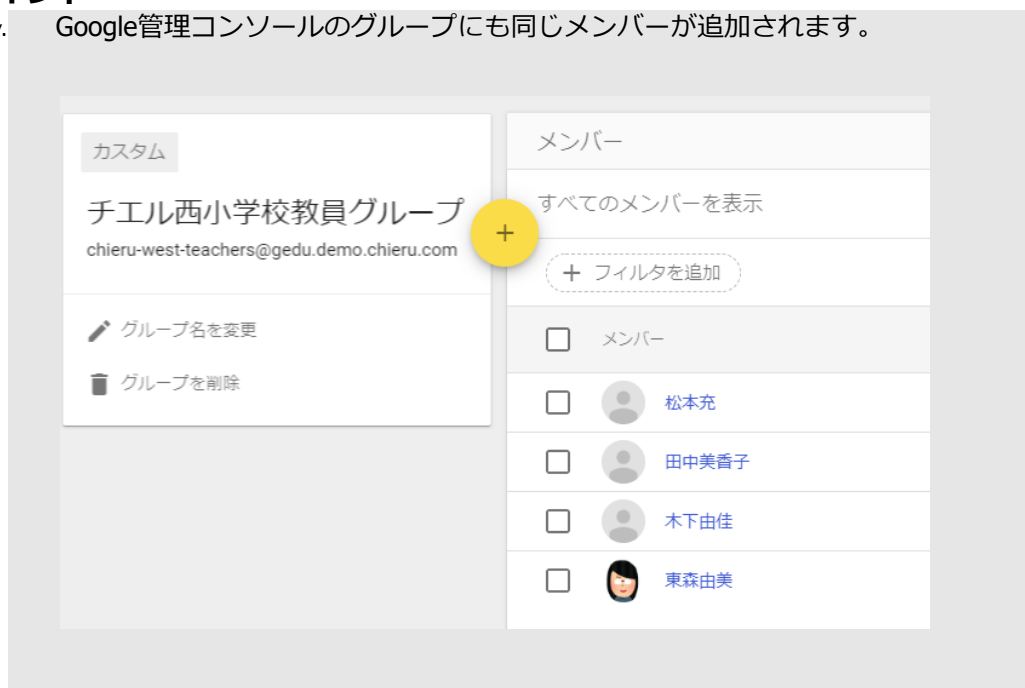 Google管理コンソールのグループにも同じメンバーが追加されます。
カスタム
チエル西小学校教員グループ
chieru-west-teachers@gedu.demo.chieru.com
グループ名を変更
グループを削除
メンバー
すべてのメンバーを表示
+ フィルタを追加
メンバー
松本充
田中美香子
木下由佳
東森由美